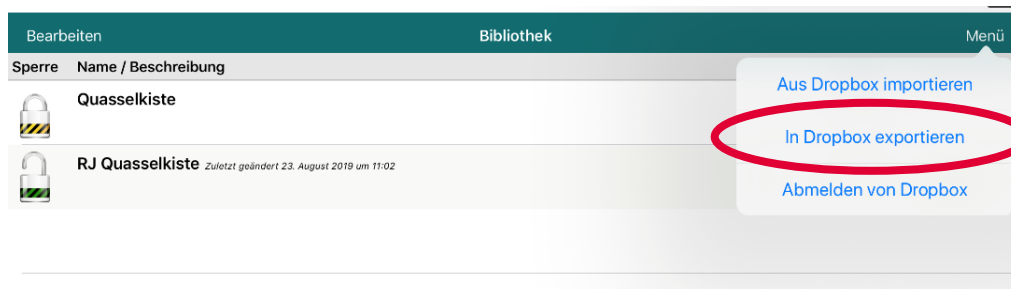 Bearbeiten Bibliothek Menü
Sperre Name / Beschreibung
Aus Dropbox importieren
Quasselkiste
In Dropbox exportieren
RJ Quasselkiste Zuletzt geändert 23. August 2019 um 11:02
Abmelden von Dropbox